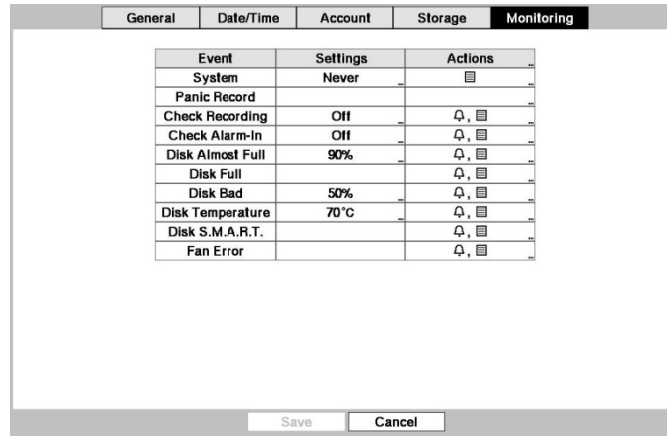 General Date/Time Account Storage Monitoring
Event Settings Actions ...
System Never ... ...
Panic Record ...
Check Recording Off ... , ...
Check Alarm-In Off ... , ...
Disk Almost Full 90% ... , ...
Disk Full , ...
Disk Bad 50% ... , ...
Disk Temperature 70°C ... , ...
Disk S.M.A.R.T. , ...
Fan Error , ...
Save Cancel